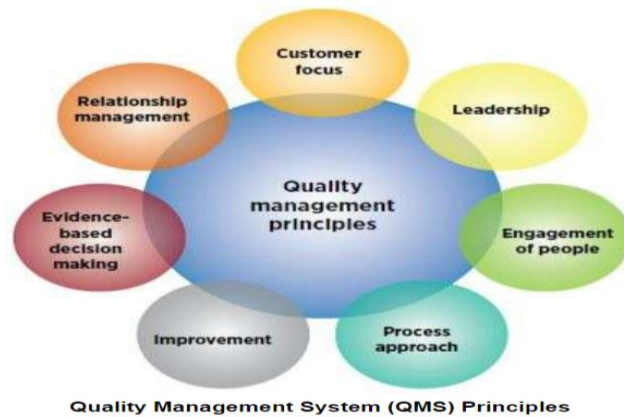 Customer
focus
Leadership
Engagement
of people
Process
approach
Improvement
Evidence-
based
decision
making
Relationship
management
Quality
management
principles
Quality Management System (QMS) Principles